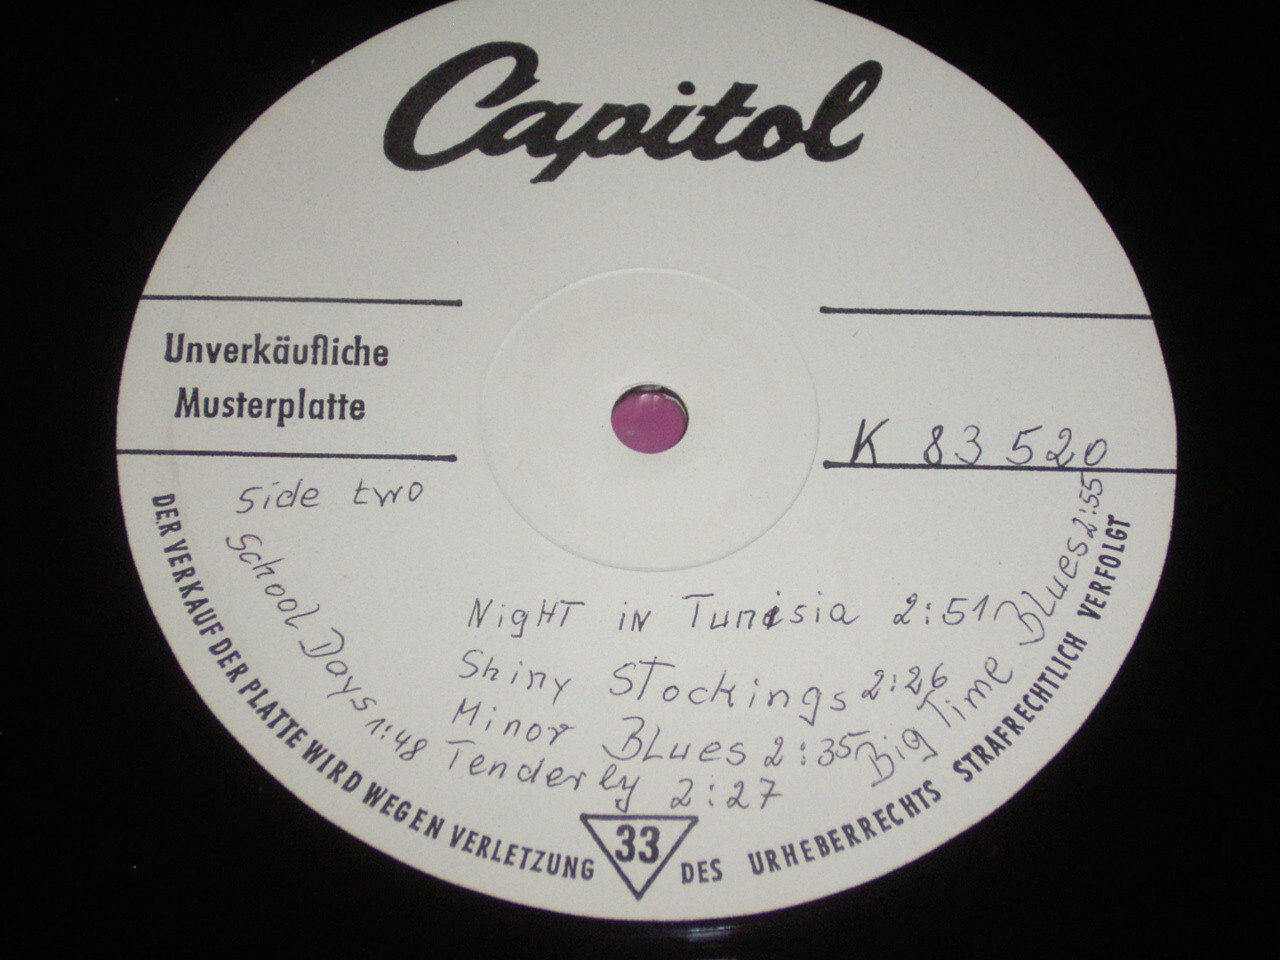 Capitol
Unverkäufliche
Musterplatte
K 83 520
side two
Night in Tunisia 2:51
Shiny Stockings 2:26
Minor Blues 2:35
Tenderly 2:27
School Days 1:48
Big Time Blues 2:55
33
DER VERKAUF DER PLATTE WIRD WEGEN VERLETZUNG DES URHEBERRECHTS STRAFRECHTLICH VERFOLGT